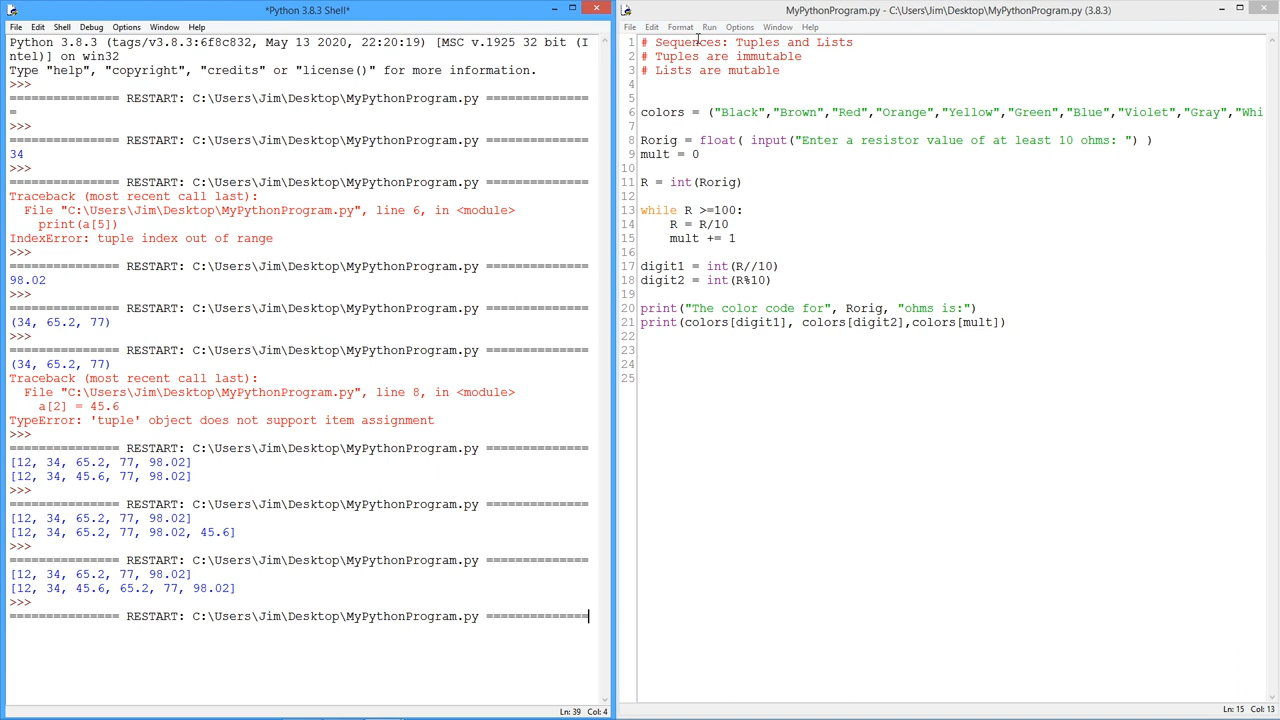 *Python 3.8.3 Shell*
File Edit Shell Debug Options Window Help
Python 3.8.3 (tags/v3.8.3:6f8c832, May 13 2020, 22:20:19) [MSC v.1925 32 bit (I
ntel)] on win32
Type "help", "copyright", "credits" or "license()" for more information.
>>>
=============== RESTART: C:\Users\Jim\Desktop\MyPythonProgram.py ==============
=
>>>
=============== RESTART: C:\Users\Jim\Desktop\MyPythonProgram.py ==============
34
>>>
=============== RESTART: C:\Users\Jim\Desktop\MyPythonProgram.py ==============
Traceback (most recent call last):
  File "C:\Users\Jim\Desktop\MyPythonProgram.py", line 6, in <module>
    print(a[5])
IndexError: tuple index out of range
>>>
=============== RESTART: C:\Users\Jim\Desktop\MyPythonProgram.py ==============
98.02
>>>
=============== RESTART: C:\Users\Jim\Desktop\MyPythonProgram.py ==============
(34, 65.2, 77)
>>>
=============== RESTART: C:\Users\Jim\Desktop\MyPythonProgram.py ==============
(34, 65.2, 77)
Traceback (most recent call last):
  File "C:\Users\Jim\Desktop\MyPythonProgram.py", line 8, in <module>
    a[2] = 45.6
TypeError: 'tuple' object does not support item assignment
>>>
=============== RESTART: C:\Users\Jim\Desktop\MyPythonProgram.py ==============
[12, 34, 65.2, 77, 98.02]
[12, 34, 45.6, 77, 98.02]
>>>
=============== RESTART: C:\Users\Jim\Desktop\MyPythonProgram.py ==============
[12, 34, 65.2, 77, 98.02]
[12, 34, 65.2, 77, 98.02, 45.6]
>>>
=============== RESTART: C:\Users\Jim\Desktop\MyPythonProgram.py ==============
[12, 34, 65.2, 77, 98.02]
[12, 34, 45.6, 65.2, 77, 98.02]
>>>
=============== RESTART: C:\Users\Jim\Desktop\MyPythonProgram.py ==============
Ln: 39 Col: 4
MyPythonProgram.py - C:\Users\Jim\Desktop\MyPythonProgram.py (3.8.3)
File Edit Format Run Options Window Help
1 # Sequences: Tuples and Lists
2 # Tuples are immutable
3 # Lists are mutable
4
5
6 colors = ("Black","Brown","Red","Orange","Yellow","Green","Blue","Violet","Gray","Whi
7
8 Rorig = float( input("Enter a resistor value of at least 10 ohms: ") )
9 mult = 0
10
11 R = int(Rorig)
12
13 while R >=100:
14     R = R/10
15     mult += 1
16
17 digit1 = int(R//10)
18 digit2 = int(R%10)
19
20 print("The color code for", Rorig, "ohms is:")
21 print(colors[digit1], colors[digit2],colors[mult])
22
23
24
25
Ln: 15 Col: 13